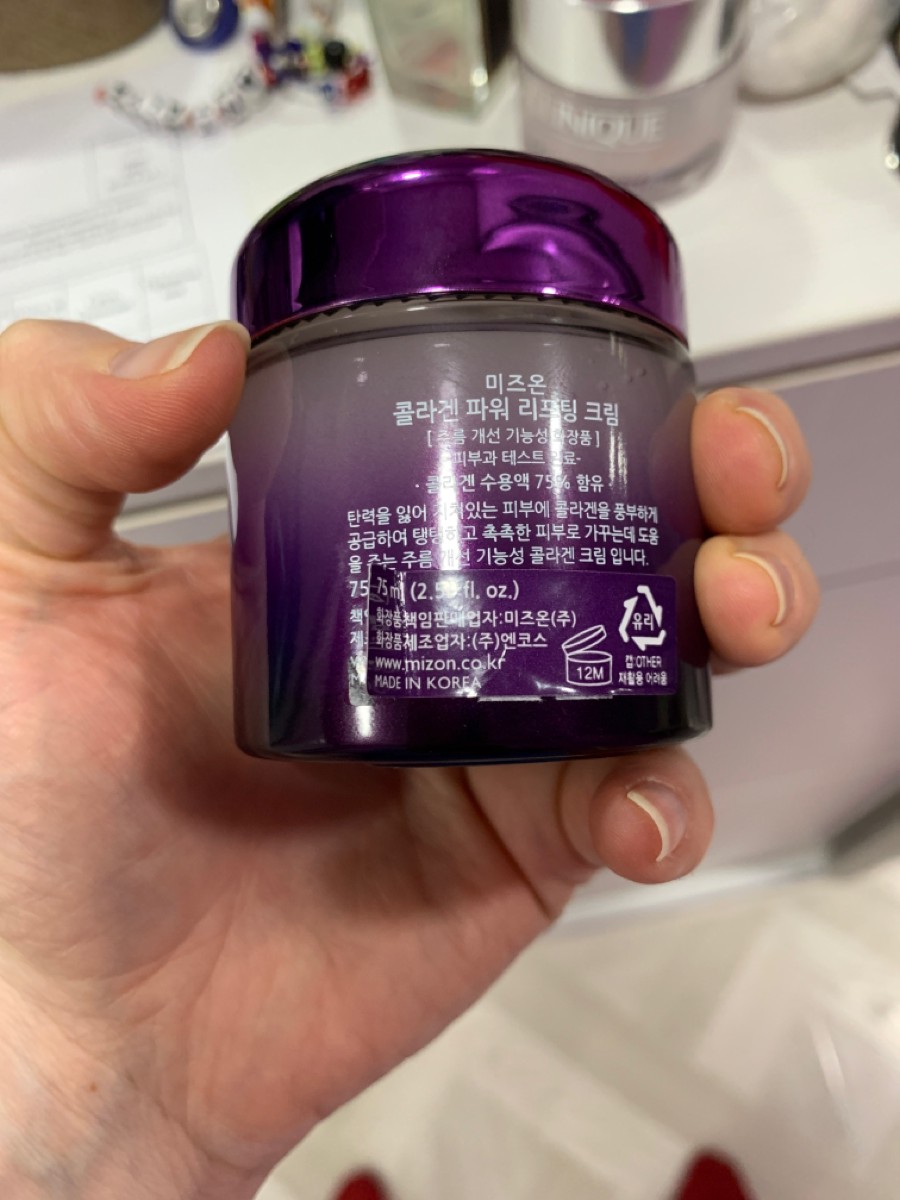 NIQUE
미즈온
콜라겐 파워 리프팅 크림
[ 주름 개선 기능성 화장품 ]
-피부과 테스트 완료-
· 콜라겐 수용액 75% 함유 ·
탄력을 잃어 지쳐있는 피부에 콜라겐을 풍부하게
공급하여 탱탱하고 촉촉한 피부로 가꾸는데 도움
을 주는 주름 개선 기능성 콜라겐 크림 입니다.
75 75ml (2.5 fl. oz.)
화장품책임판매업자:미즈온(주)
화장품제조업자:(주)엔코스
www.mizon.co.kr
MADE IN KOREA
12M
유리
캡:OTHER
재활용 어려움